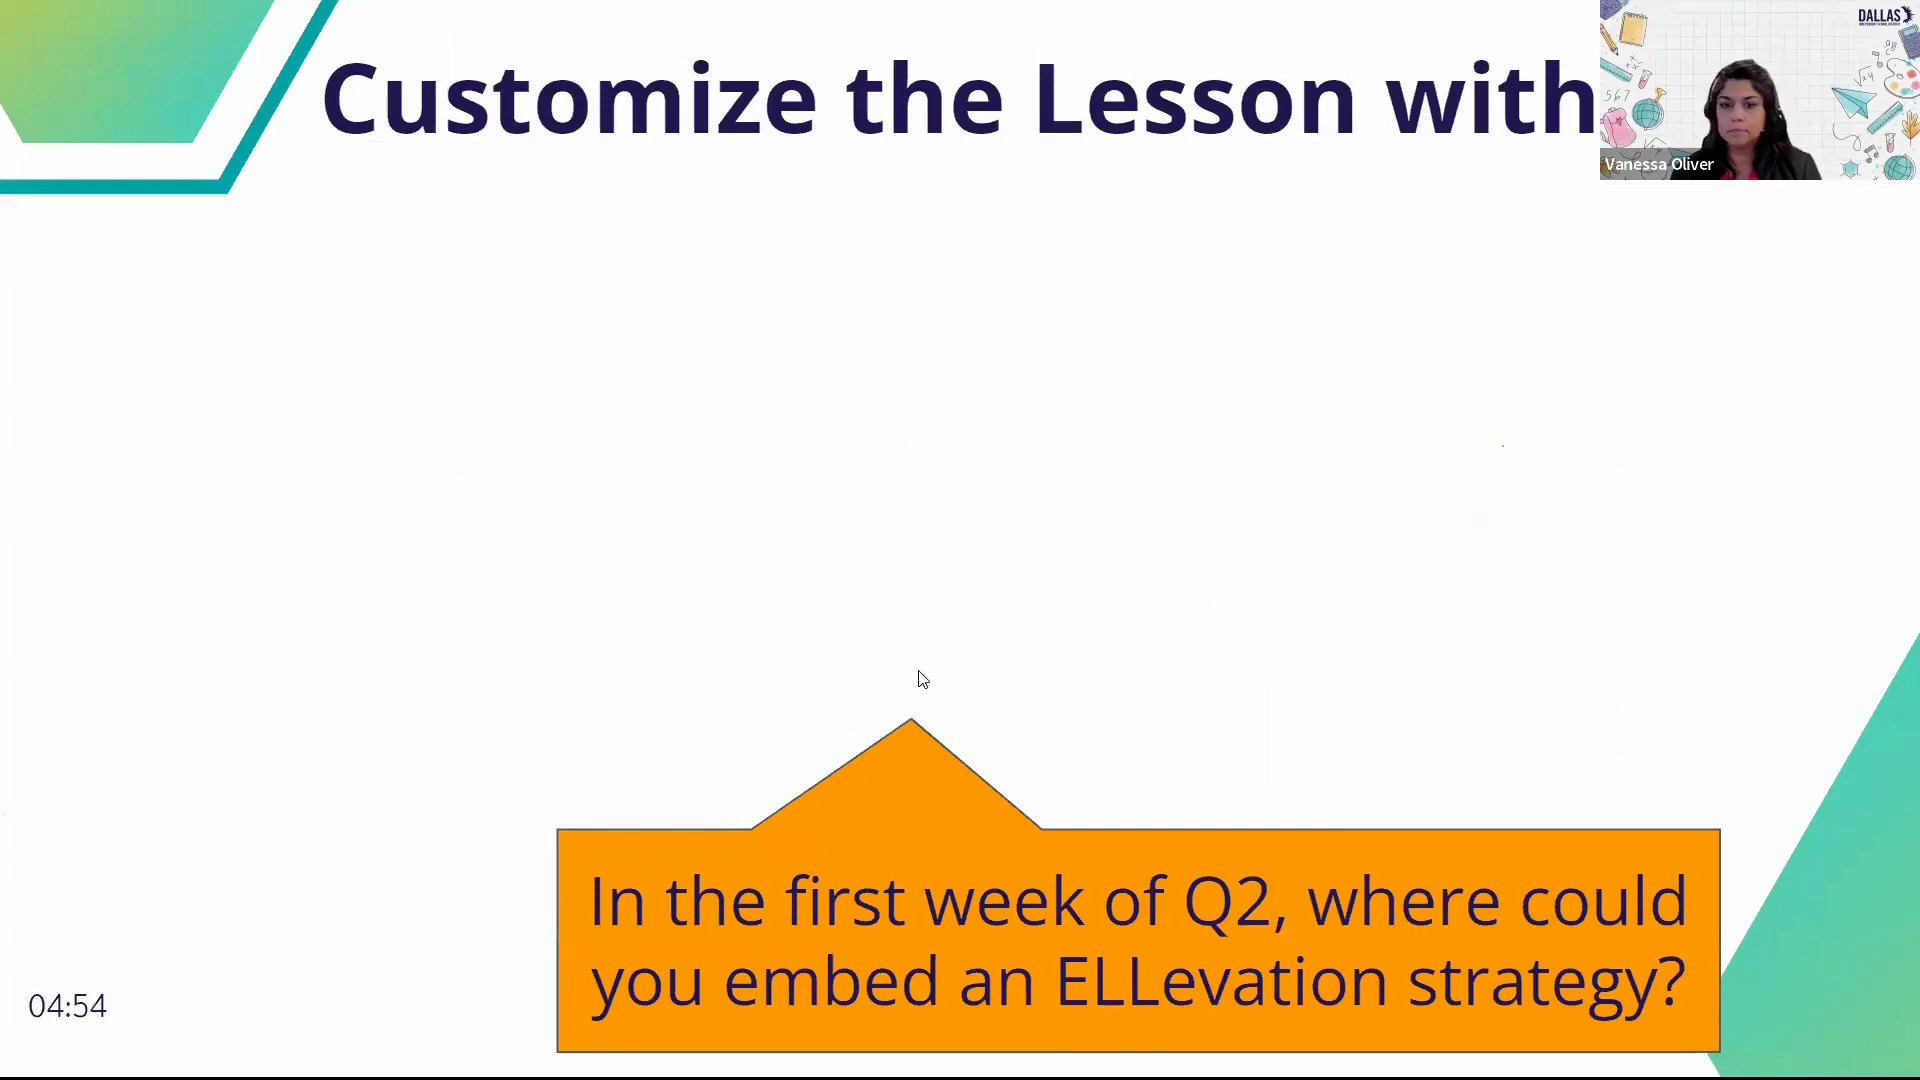 Customize the Lesson with
DALLAS
Vanessa Oliver
In the first week of Q2, where could
you embed an ELLevation strategy?
04:54